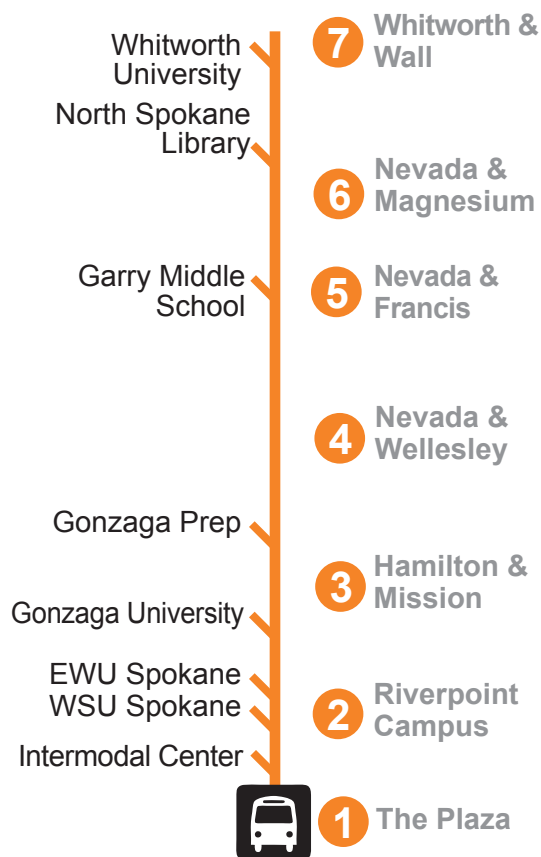 Whitworth
University
7
Whitworth &
Wall
North Spokane
Library
6
Nevada &
Magnesium
Garry Middle
School
5
Nevada &
Francis
4
Nevada &
Wellesley
Gonzaga Prep
3
Hamilton &
Mission
Gonzaga University
EWU Spokane
WSU Spokane
2
Riverpoint
Campus
Intermodal Center
1
The Plaza